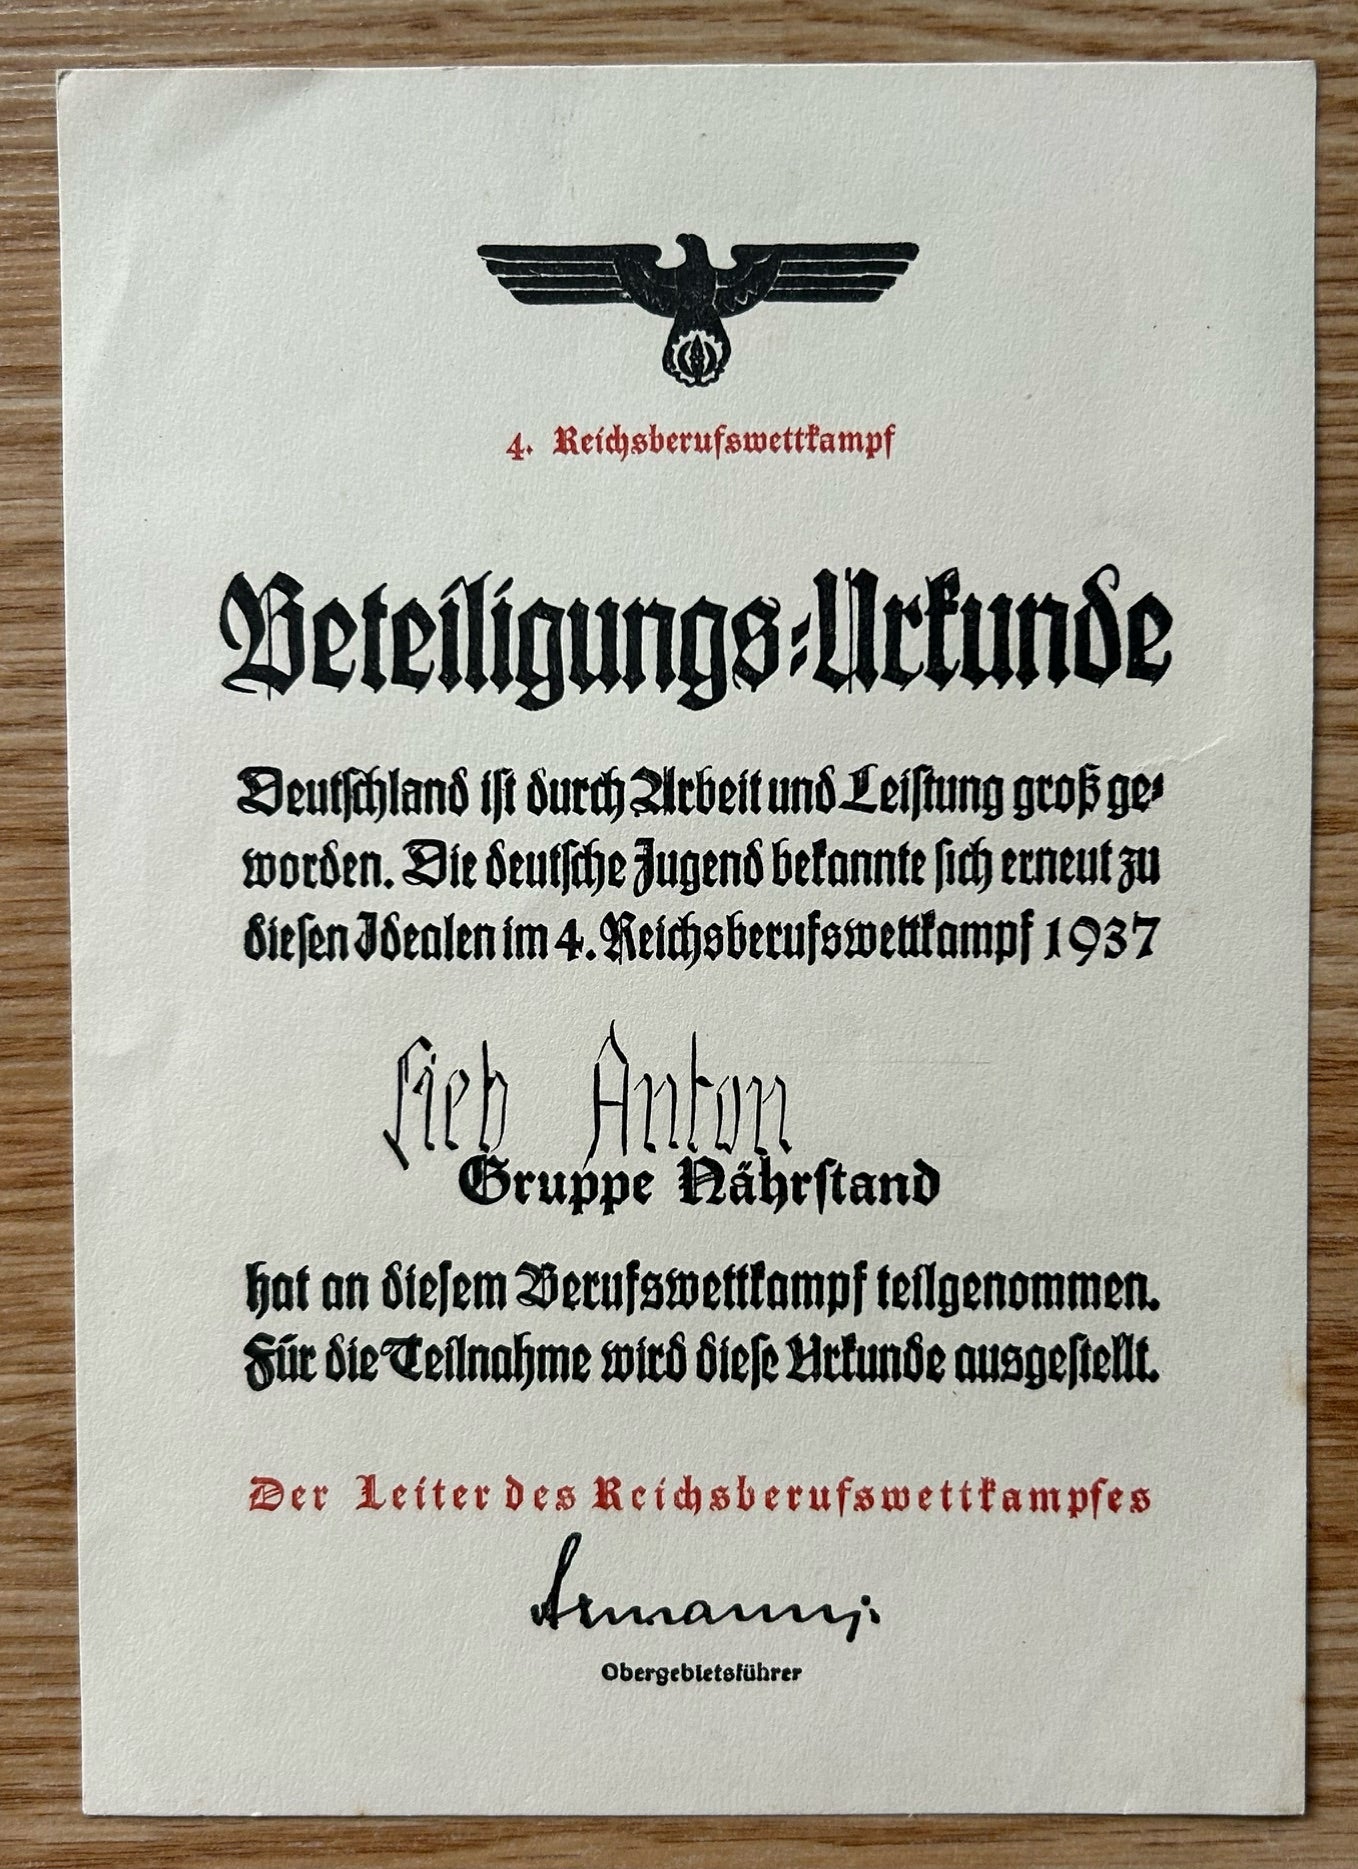 4. Reichsberufswettkampf
Beteiligungs-Urkunde
Deutschland ist durch Arbeit und Leistung groß ge-
worden. Die deutsche Jugend bekannte sich erneut zu
diesen Idealen im 4. Reichsberufswettkampf 1937
Lieb Anton
Gruppe Nährstand
hat an diesem Berufswettkampf teilgenommen.
Für die Teilnahme wird diese Urkunde ausgestellt.
Der Leiter des Reichsberufswettkampfes
Obergebietsführer